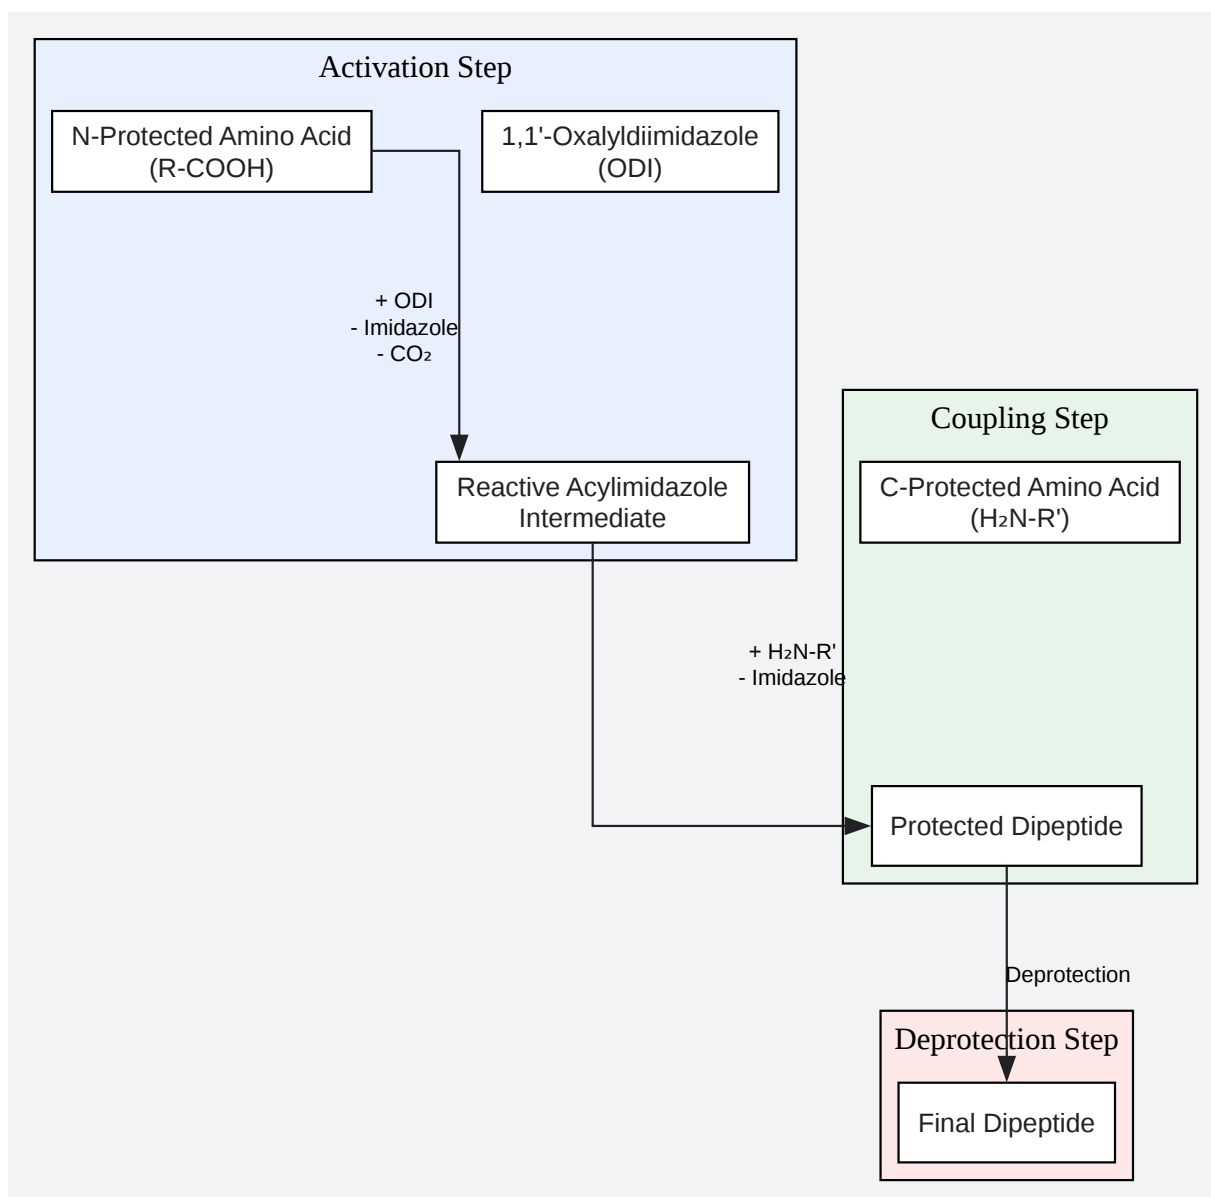 Activation Step
N-Protected Amino Acid
(R-COOH)
1,1'-Oxalyldiimidazole
(ODI)
+ ODI
- Imidazole
- CO₂
Reactive Acylimidazole
Intermediate
Coupling Step
C-Protected Amino Acid
(H₂N-R')
+ H₂N-R'
- Imidazole
Protected Dipeptide
Deprotection
Deprotection Step
Final Dipeptide